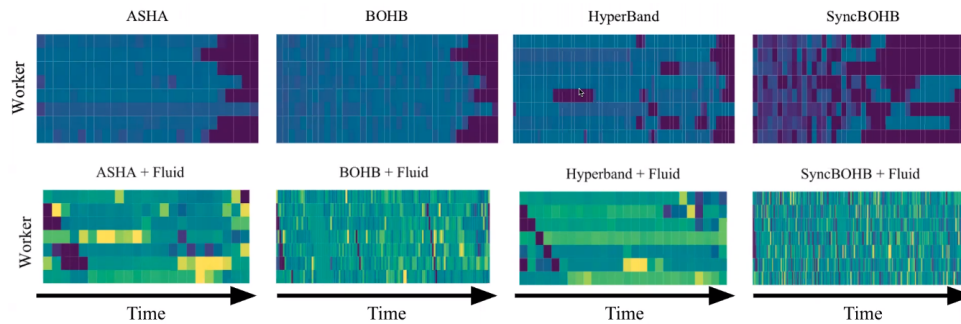 ASHA
BOHB
HyperBand
SyncBOHB
Worker
ASHA + Fluid
BOHB + Fluid
Hyperband + Fluid
SyncBOHB + Fluid
Worker
Time
Time
Time
Time